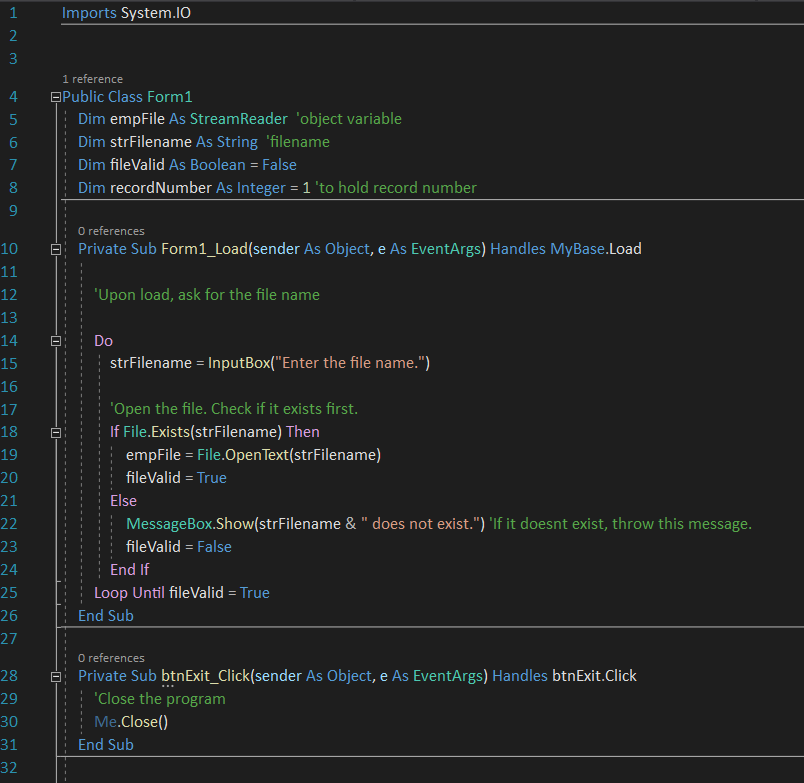 1 Imports System.IO
2
3
1 reference
4 Public Class Form1
5 Dim empFile As StreamReader 'object variable
6 Dim strFilename As String 'filename
7 Dim fileValid As Boolean = False
8 Dim recordNumber As Integer = 1 'to hold record number
9
0 references
10 Private Sub Form1_Load(sender As Object, e As EventArgs) Handles MyBase.Load
11
12 'Upon load, ask for the file name
13
14 Do
15 strFilename = InputBox("Enter the file name.")
16
17 'Open the file. Check if it exists first.
18 If File.Exists(strFilename) Then
19 empFile = File.OpenText(strFilename)
20 fileValid = True
21 Else
22 MessageBox.Show(strFilename & " does not exist.") 'If it doesnt exist, throw this message.
23 fileValid = False
24 End If
25 Loop Until fileValid = True
26 End Sub
27
0 references
28 Private Sub btnExit_Click(sender As Object, e As EventArgs) Handles btnExit.Click
29 'Close the program
30 Me.Close()
31 End Sub
32